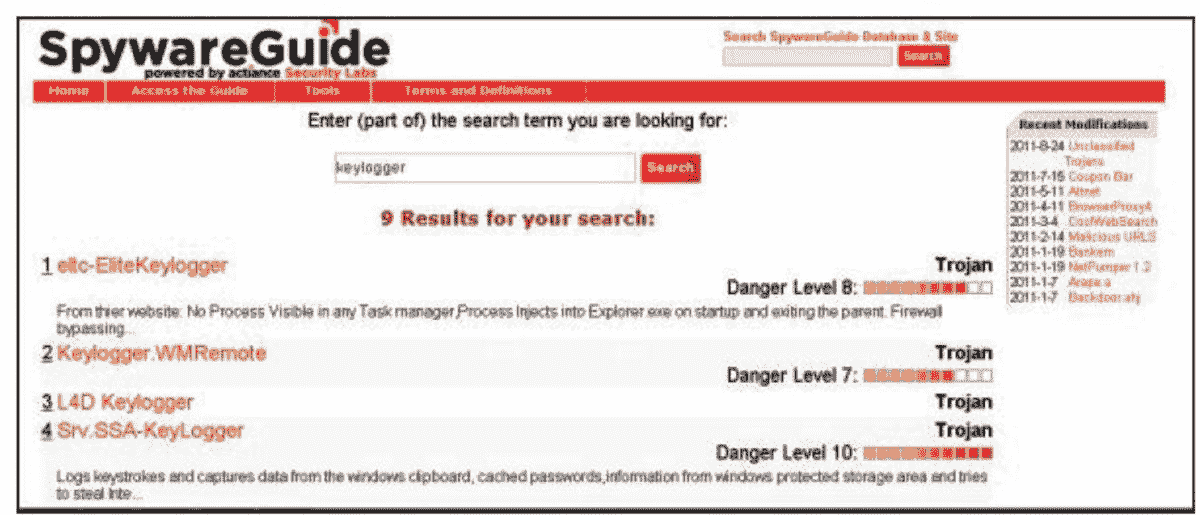 SpywareGuide
powered by actiance Security Labs
Search SpywareGuide Database & Site
Search
Home Access the Guide Tools Terms and Definitions
Enter (part of) the search term you are looking for:
keylogger Search
9 Results for your search:
1 eltc-EliteKeylogger Trojan
Danger Level 8:
From thier website: No Process Visible in any Task manager,Process Injects into Explorer.exe on startup and exiting the parent. Firewall
bypassing...
2 Keylogger.WMRemote Trojan
Danger Level 7:
3 L4D Keylogger Trojan
4 Srv.SSA-KeyLogger Trojan
Danger Level 10:
Logs keystrokes and captures data from the windows clipboard, cached passwords,information from windows protected storage area and tries
to steal Inte...
Recent Modifications
2011-8-24 Unclassified
Trojans
2011-7-15 Coupon Bar
2011-5-11 Altnet
2011-4-11 BrowserProxy4
2011-3-4 CoolWebSearch
2011-2-14 Malicious URLS
2011-1-19 Bankem
2011-1-19 NetPumper 1.2
2011-1-7
2011-1-7